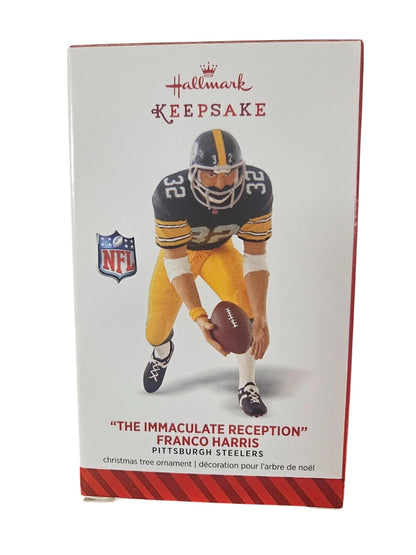 Hallmark
KEEPSAKE
32
32
32
32
NFL
“THE IMMACULATE RECEPTION”
FRANCO HARRIS
PITTSBURGH STEELERS
christmas tree ornament | décoration pour l'arbre de noël